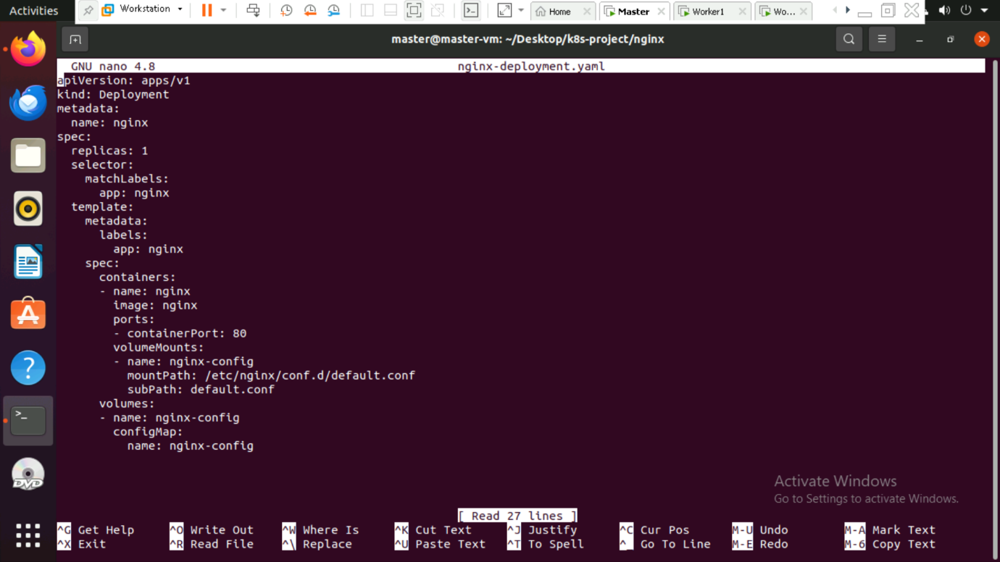 Activities
Workstation
Home
Master
Worker1
Wo...
master@master-vm: ~/Desktop/k8s-project/nginx
GNU nano 4.8 nginx-deployment.yaml
apiVersion: apps/v1
kind: Deployment
metadata:
  name: nginx
spec:
  replicas: 1
  selector:
    matchLabels:
      app: nginx
  template:
    metadata:
      labels:
        app: nginx
    spec:
      containers:
      - name: nginx
        image: nginx
        ports:
        - containerPort: 80
        volumeMounts:
        - name: nginx-config
          mountPath: /etc/nginx/conf.d/default.conf
          subPath: default.conf
      volumes:
      - name: nginx-config
        configMap:
          name: nginx-config
Activate Windows
Go to Settings to activate Windows.
[ Read 27 lines ]
^G Get Help ^O Write Out ^W Where Is ^K Cut Text ^J Justify ^C Cur Pos M-U Undo M-A Mark Text
^X Exit ^R Read File ^\ Replace ^U Paste Text ^T To Spell ^_ Go To Line M-E Redo M-6 Copy Text
DVD